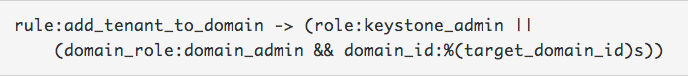 rule:add_tenant_to_domain -> (role:keystone_admin ||
(domain_role:domain_admin && domain_id:%(target_domain_id)s))